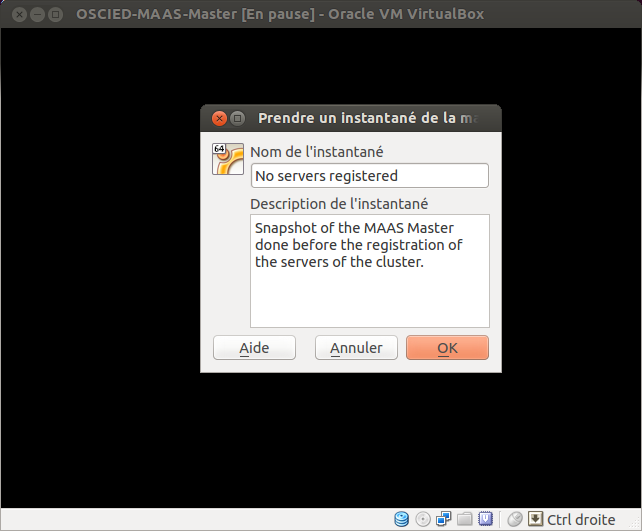 OSCIED-MAAS-Master [En pause] - Oracle VM VirtualBox
Prendre un instantané de la ma
64
Nom de l'instantané
No servers registered
Description de l'instantané
Snapshot of the MAAS Master
done before the registration of
the servers of the cluster.
Aide
Annuler
OK
Ctrl droite